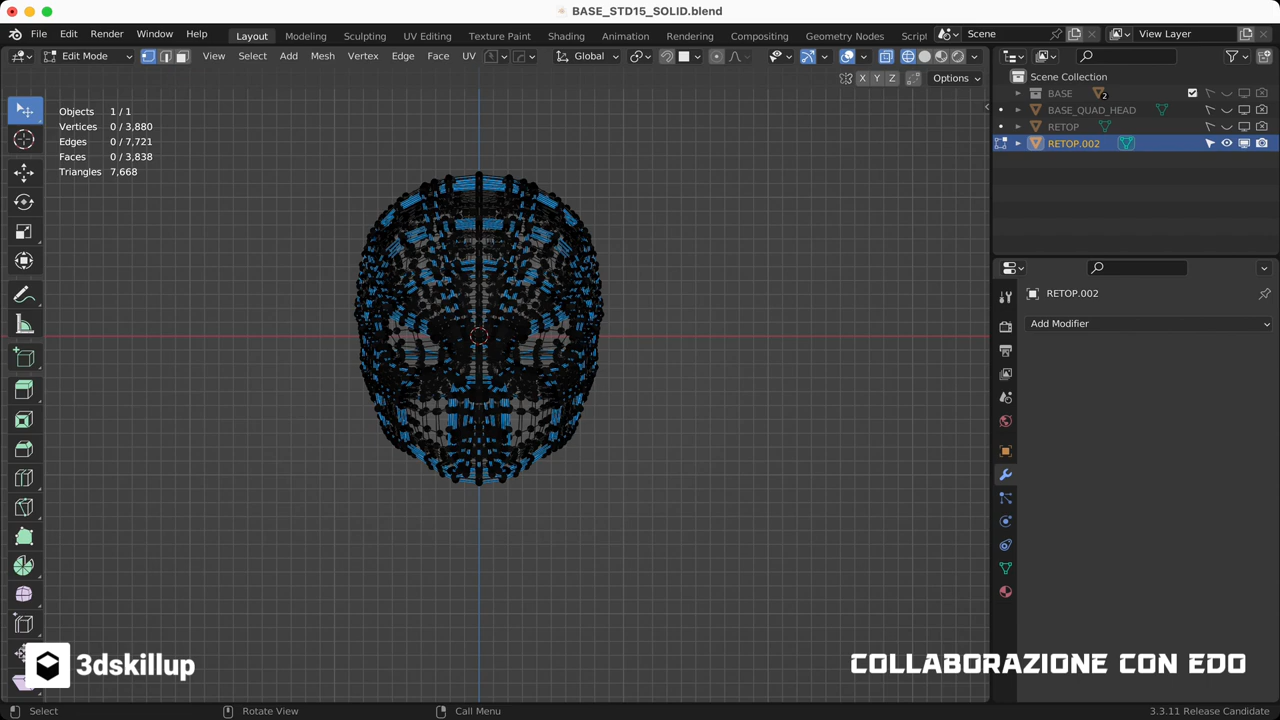 BASE_STD15_SOLID.blend
File Edit Render Window Help
Layout Modeling Sculpting UV Editing Texture Paint Shading Animation Rendering Compositing Geometry Nodes Script
Scene
View Layer
Edit Mode
View Select Add Mesh Vertex Edge Face UV
Global
X Y Z
Options
Objects 1 / 1
Vertices 0 / 3,880
Edges 0 / 7,721
Faces 0 / 3,838
Triangles 7,668
Scene Collection
BASE
2
BASE_QUAD_HEAD
RETOP
RETOP.002
RETOP.002
Add Modifier
3dskillup
COLLABORAZIONE CON EDO
Select
Rotate View
Call Menu
3.3.11 Release Candidate